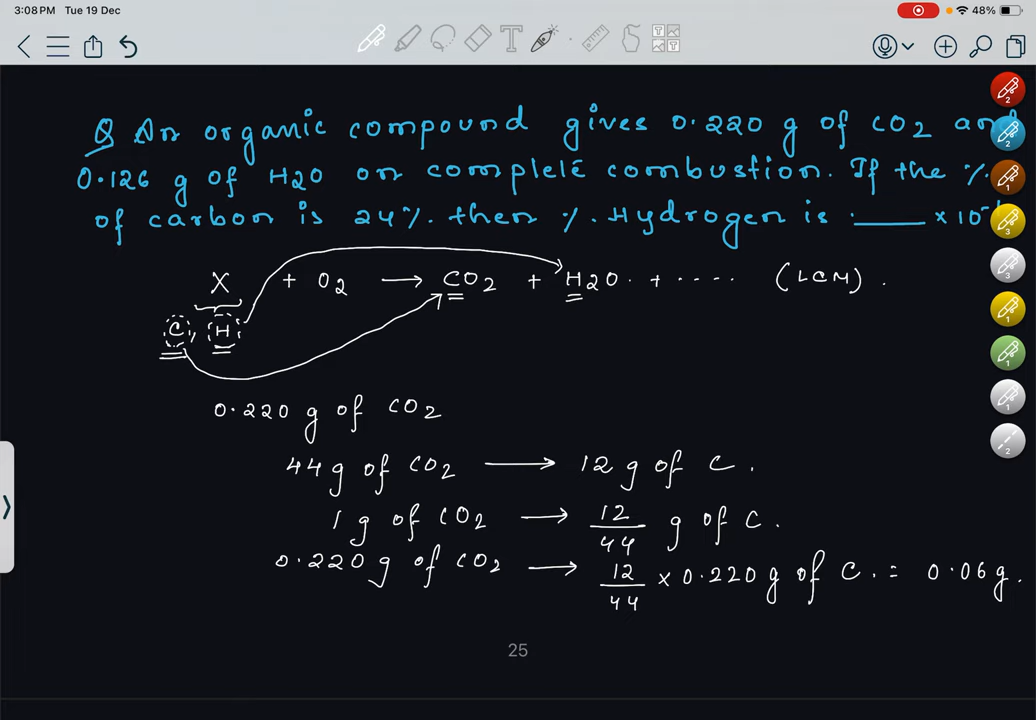 3:08 PM Tue 19 Dec 48%
Q An organic compound gives 0.220 g of CO2 and
0.126 g of H2O on complete combustion. If the %
of carbon is 24% then % Hydrogen is ____ ×10-
X + O2 → CO2 + H2O + ---- (LCM).
C, H
0.220 g of CO2
44 g of CO2 → 12 g of C.
1 g of CO2 → 12/44 g of C.
0.220 g of CO2 → 12/44 × 0.220 g of C. = 0.06 g.
25